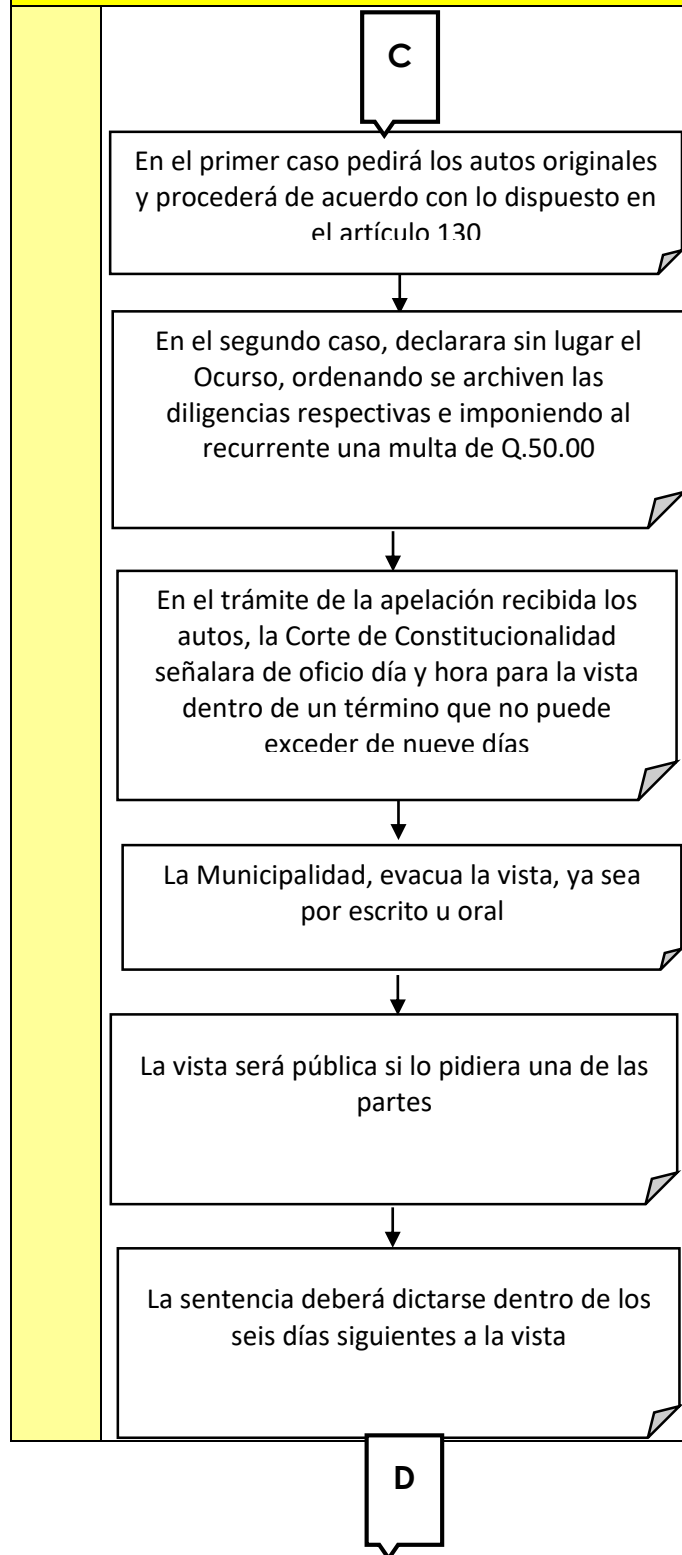 C
En el primer caso pedirá los autos originales
y procederá de acuerdo con lo dispuesto en
el artículo 130
En el segundo caso, declarara sin lugar el
Ocurso, ordenando se archiven las
diligencias respectivas e imponiendo al
recurrente una multa de Q.50.00
En el trámite de la apelación recibida los
autos, la Corte de Constitucionalidad
señalara de oficio día y hora para la vista
dentro de un término que no puede
exceder de nueve días
La Municipalidad, evacua la vista, ya sea
por escrito u oral
La vista será pública si lo pidiera una de las
partes
La sentencia deberá dictarse dentro de los
seis días siguientes a la vista
D